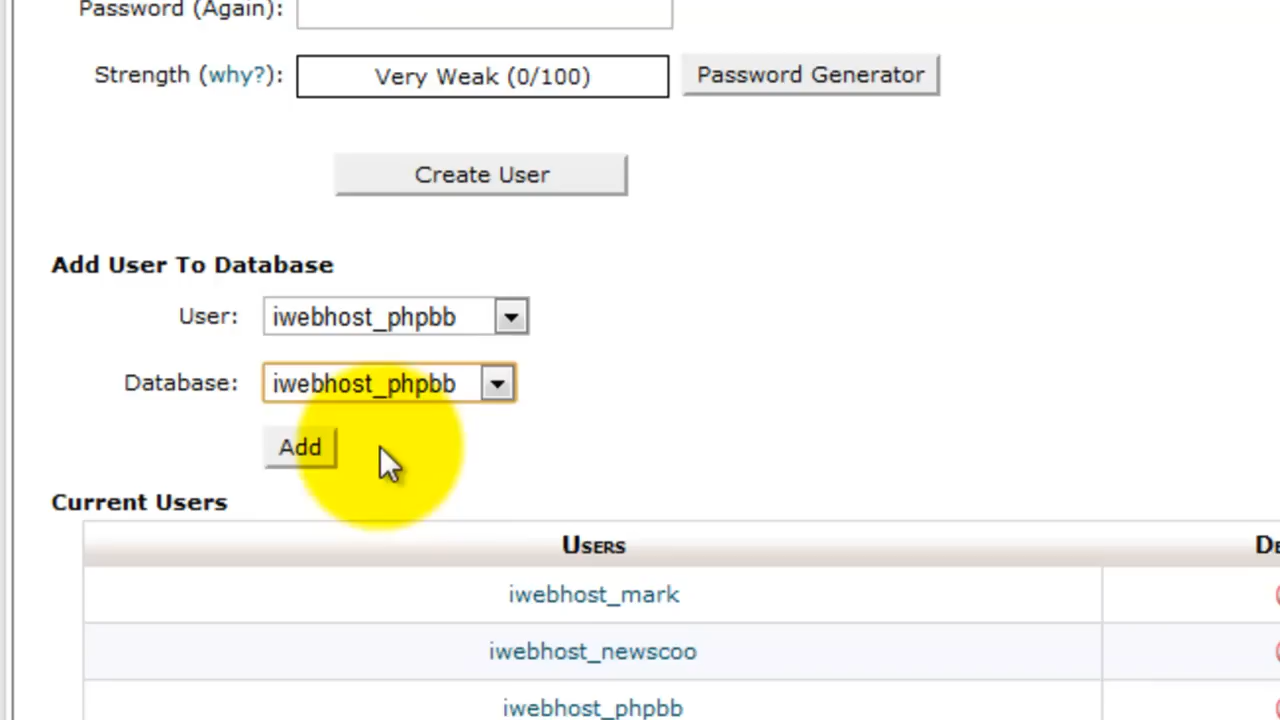 Password (Again):
Strength (why?): Very Weak (0/100) Password Generator
Create User
Add User To Database
User: iwebhost_phpbb
Database: iwebhost_phpbb
Add
Current Users
Users
iwebhost_mark
iwebhost_newscoo
iwebhost_phpbb